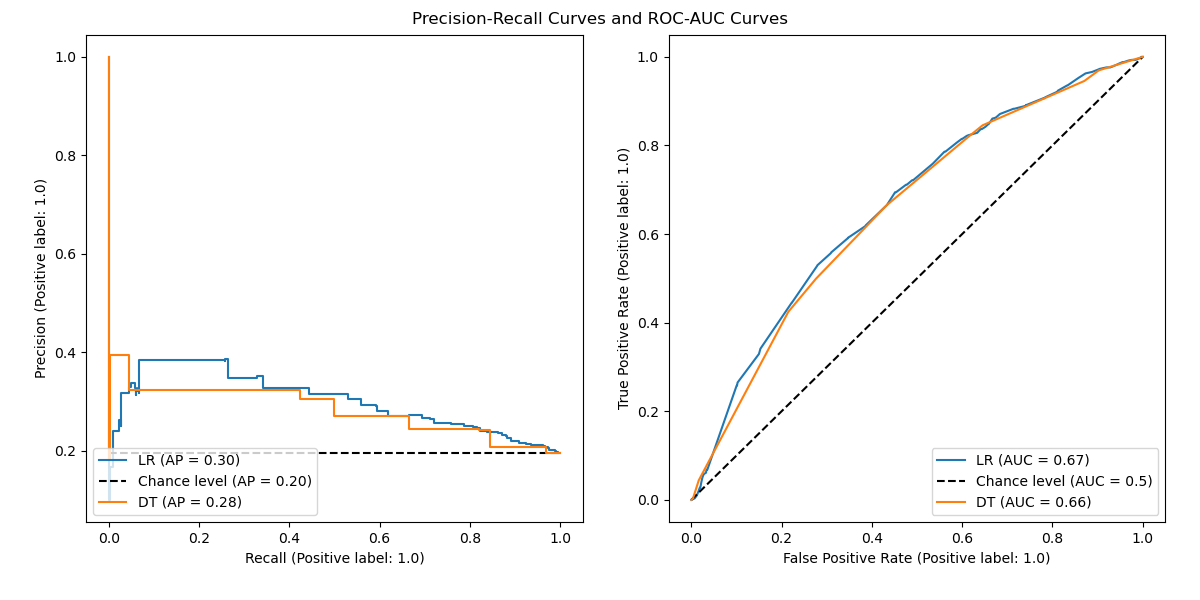 Precision-Recall Curves and ROC-AUC Curves
Precision (Positive label: 1.0)
1.0
0.8
0.6
0.4
0.2
LR (AP = 0.30)
Chance level (AP = 0.20)
DT (AP = 0.28)
0.0 0.2 0.4 0.6 0.8 1.0
Recall (Positive label: 1.0)
True Positive Rate (Positive label: 1.0)
1.0
0.8
0.6
0.4
0.2
0.0
LR (AUC = 0.67)
Chance level (AUC = 0.5)
DT (AUC = 0.66)
0.0 0.2 0.4 0.6 0.8 1.0
False Positive Rate (Positive label: 1.0)